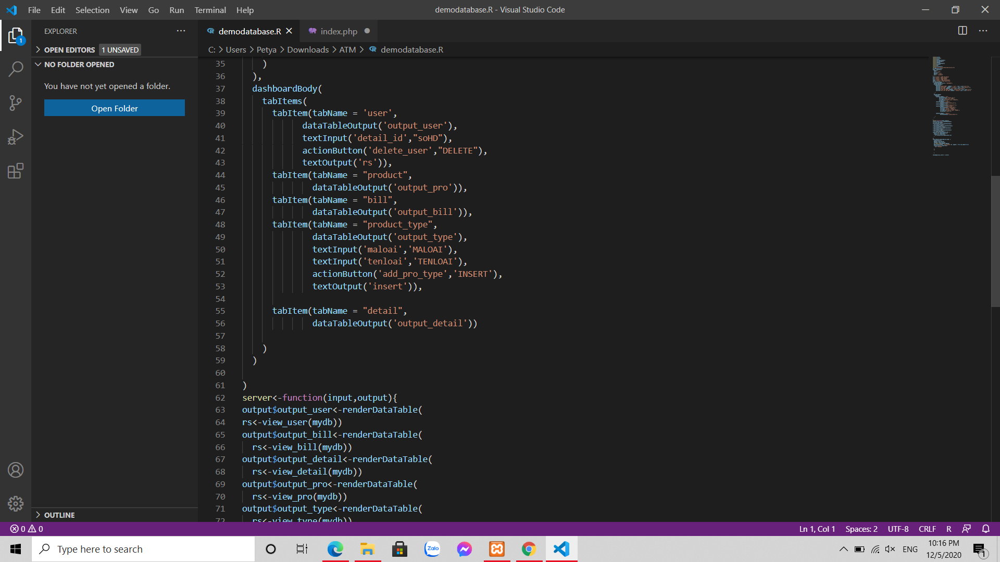 File Edit Selection View Go Run Terminal Help
demodatabase.R - Visual Studio Code
EXPLORER
OPEN EDITORS 1 UNSAVED
NO FOLDER OPENED
You have not yet opened a folder.
Open Folder
OUTLINE
demodatabase.R
index.php
C: > Users > Petya > Downloads > ATM > demodatabase.R
35 )
36 ),
37 dashboardBody(
38 tabItems(
39 tabItem(tabName = 'user',
40 dataTableOutput('output_user'),
41 textInput('detail_id',"soHD"),
42 actionButton('delete_user',"DELETE"),
43 textOutput('rs')),
44 tabItem(tabName = "product",
45 dataTableOutput('output_pro')),
46 tabItem(tabName = "bill",
47 dataTableOutput('output_bill')),
48 tabItem(tabName = "product_type",
49 dataTableOutput('output_type'),
50 textInput('maloai','MALOAI'),
51 textInput('tenloai','TENLOAI'),
52 actionButton('add_pro_type','INSERT'),
53 textOutput('insert')),
54
55 tabItem(tabName = "detail",
56 dataTableOutput('output_detail'))
57
58 )
59 )
60
61 )
62 server<-function(input,output){
63 output$output_user<-renderDataTable(
64 rs<-view_user(mydb))
65 output$output_bill<-renderDataTable(
66 rs<-view_bill(mydb))
67 output$output_detail<-renderDataTable(
68 rs<-view_detail(mydb))
69 output$output_pro<-renderDataTable(
70 rs<-view_pro(mydb))
71 output$output_type<-renderDataTable(
72 rs<-view_type(mydb))
0 0
Ln 1, Col 1 Spaces: 2 UTF-8 CRLF R
Type here to search
Zalo
ENG
10:16 PM
12/5/2020
1
1